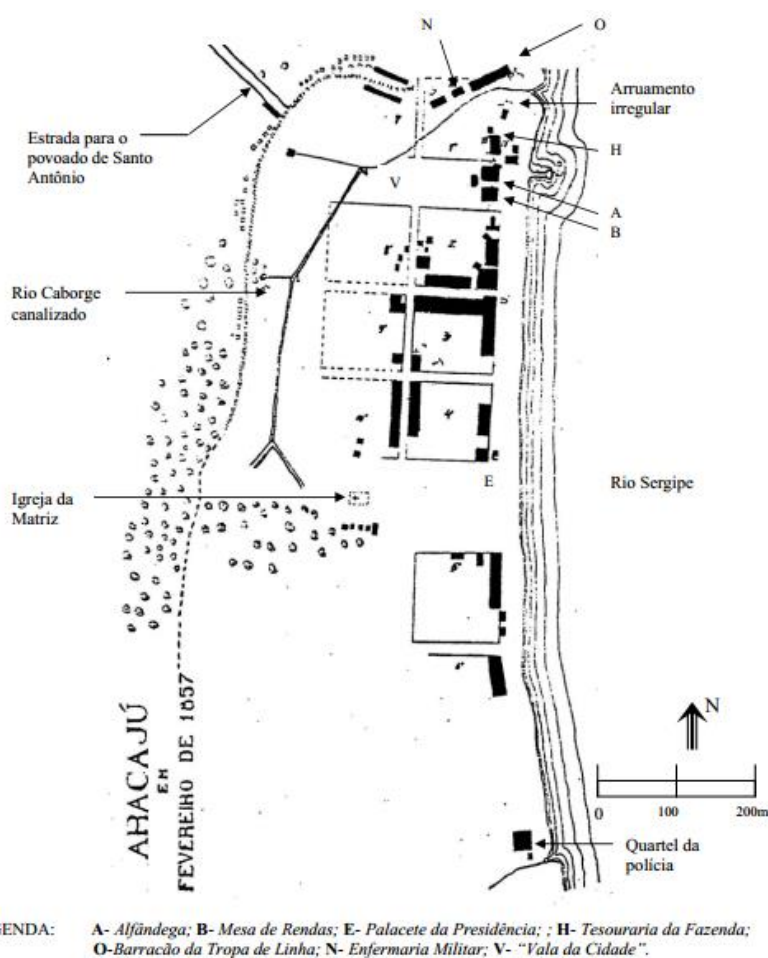 N
O
Arruamento
irregular
Estrada para o
povoado de Santo
Antônio
H
V
A
B
Rio Caborge
canalizado
Igreja da
Matriz
E
Rio Sergipe
ARACAJÚ
EM
FEVEREIRO DE 1857
N
0 100 200m
Quartel da
polícia
GENDA: A- Alfândega; B- Mesa de Rendas; E- Palacete da Presidência; ; H- Tesouraria da Fazenda;
O-Barracão da Tropa de Linha; N- Enfermaria Militar; V- “Vala da Cidade”.